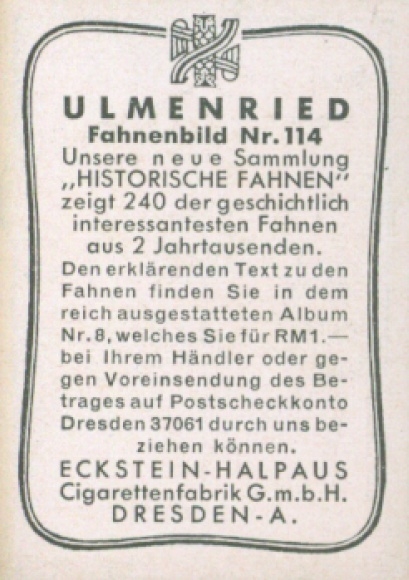 ULMENRIED
Fahnenbild Nr. 114
Unsere neue Sammlung
„HISTORISCHE FAHNEN"
zeigt 240 der geschichtlich
interessantesten Fahnen
aus 2 Jahrtausenden.
Den erklärenden Text zu den
Fahnen finden Sie in dem
reich ausgestatteten Album
Nr. 8, welches Sie für RM 1.—
bei Ihrem Händler oder ge-
gen Voreinsendung des Be-
trages auf Postscheckkonto
Dresden 37061 durch uns be-
ziehen können.
ECKSTEIN-HALPAUS
Cigarettenfabrik G.m.b.H.
DRESDEN-A.